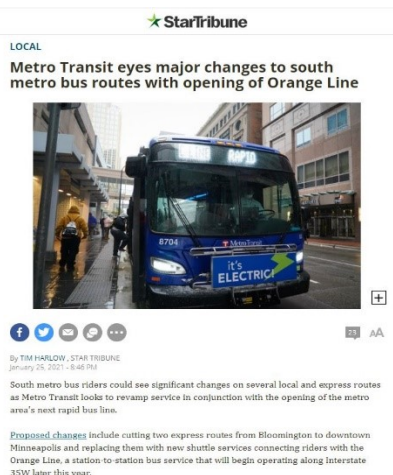 StarTribune
LOCAL
Metro Transit eyes major changes to south
metro bus routes with opening of Orange Line
RAPID
8704
MetroTransit
it's
ELECTRIC!
23 AA
By TIM HARLOW, STAR TRIBUNE
January 25, 2021 - 8:46 PM
South metro bus riders could see significant changes on several local and express routes
as Metro Transit looks to revamp service in conjunction with the opening of the metro
area's next rapid bus line.
Proposed changes include cutting two express routes from Bloomington to downtown
Minneapolis and replacing them with new shuttle services connecting riders with the
Orange Line, a station-to-station bus service that will begin operating along Interstate
35W later this year.